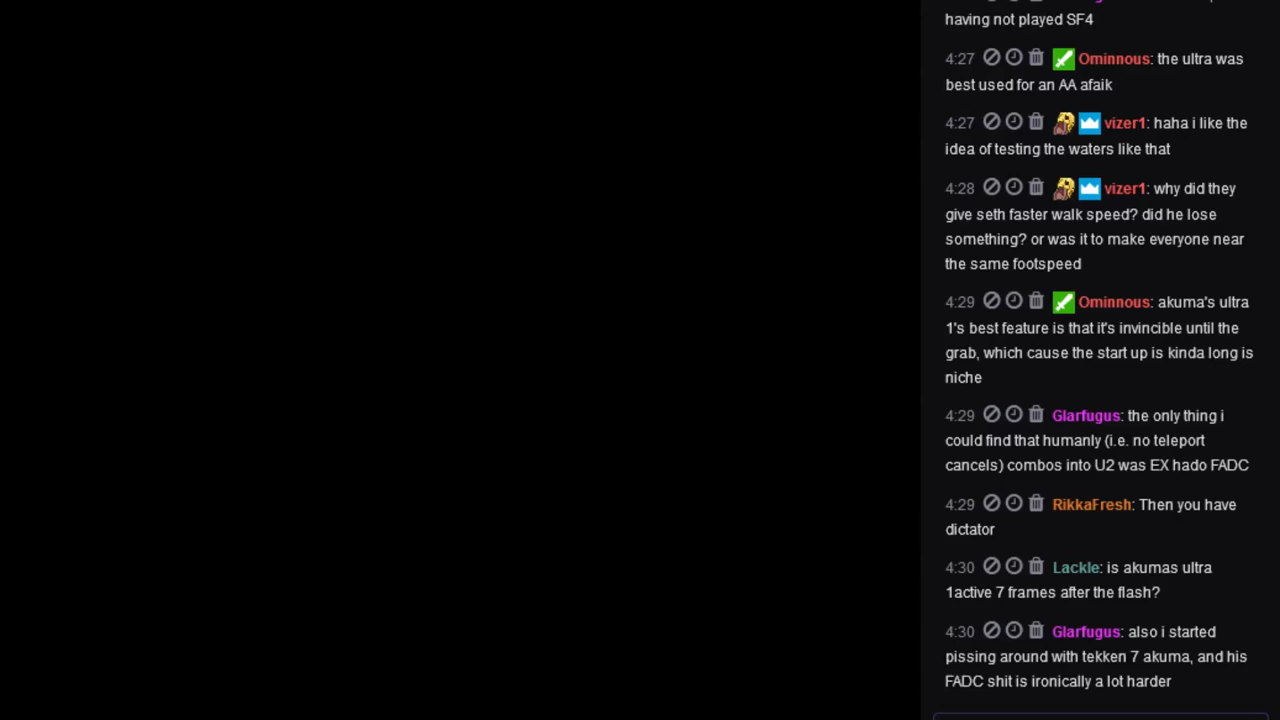 having not played SF4
4:27 Ominnous: the ultra was
best used for an AA afaik
4:27 vizer1: haha i like the
idea of testing the waters like that
4:28 vizer1: why did they
give seth faster walk speed? did he lose
something? or was it to make everyone near
the same footspeed
4:29 Ominnous: akuma's ultra
1's best feature is that it's invincible until the
grab, which cause the start up is kinda long is
niche
4:29 Glarfugus: the only thing i
could find that humanly (i.e. no teleport
cancels) combos into U2 was EX hado FADC
4:29 RikkaFresh: Then you have
dictator
4:30 Lackle: is akumas ultra
1active 7 frames after the flash?
4:30 Glarfugus: also i started
pissing around with tekken 7 akuma, and his
FADC shit is ironically a lot harder